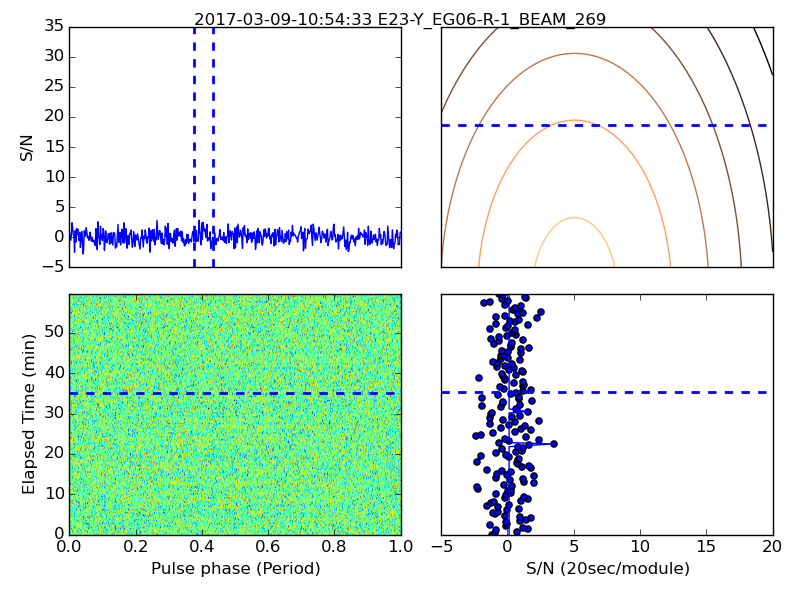 2017-03-09-10:54:33 E23-Y_EG06-R-1_BEAM_269
35
30
25
20
15
10
5
0
−5
S/N
50
40
30
20
10
0
Elapsed Time (min)
0.0 0.2 0.4 0.6 0.8 1.0
Pulse phase (Period)
−5 0 5 10 15 20
S/N (20sec/module)